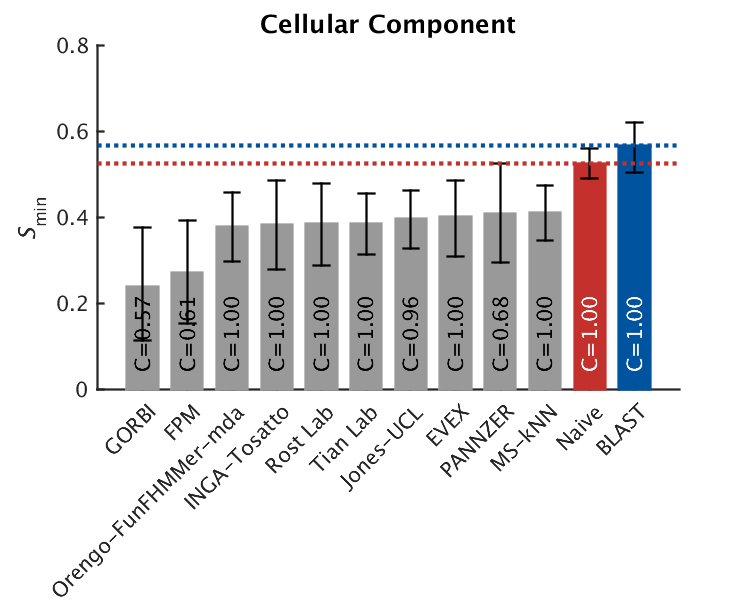 Cellular Component
0.8
0.6
0.4
0.2
0
Smin
C=0.57
C=0.61
C=1.00
C=1.00
C=1.00
C=1.00
C=0.96
C=1.00
C=0.68
C=1.00
C=1.00
C=1.00
GORBI
FPM
Orengo-FunFHMMer-mda
INGA-Tosatto
Rost Lab
Tian Lab
Jones-UCL
EVEX
PANNZER
MS-kNN
Naive
BLAST